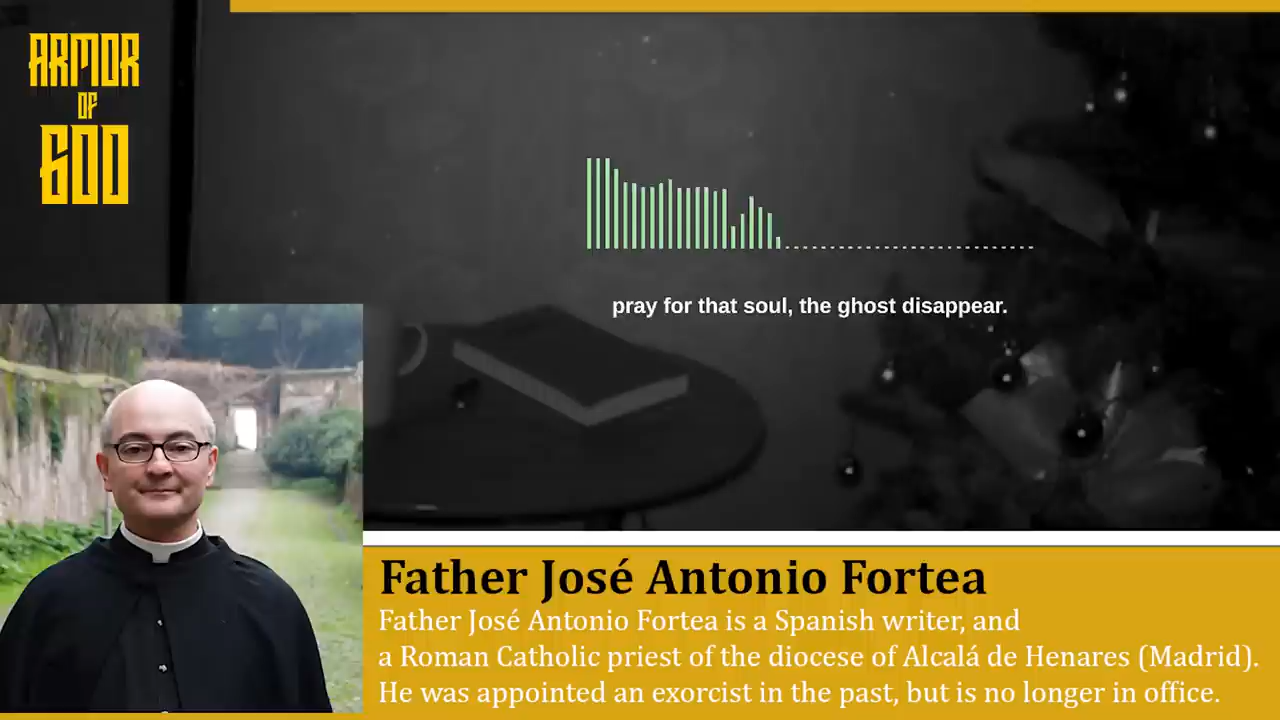 ARMOR
OF
GOD
pray for that soul, the ghost disappear.
Father José Antonio Fortea
Father José Antonio Fortea is a Spanish writer, and
a Roman Catholic priest of the diocese of Alcalá de Henares (Madrid).
He was appointed an exorcist in the past, but is no longer in office.